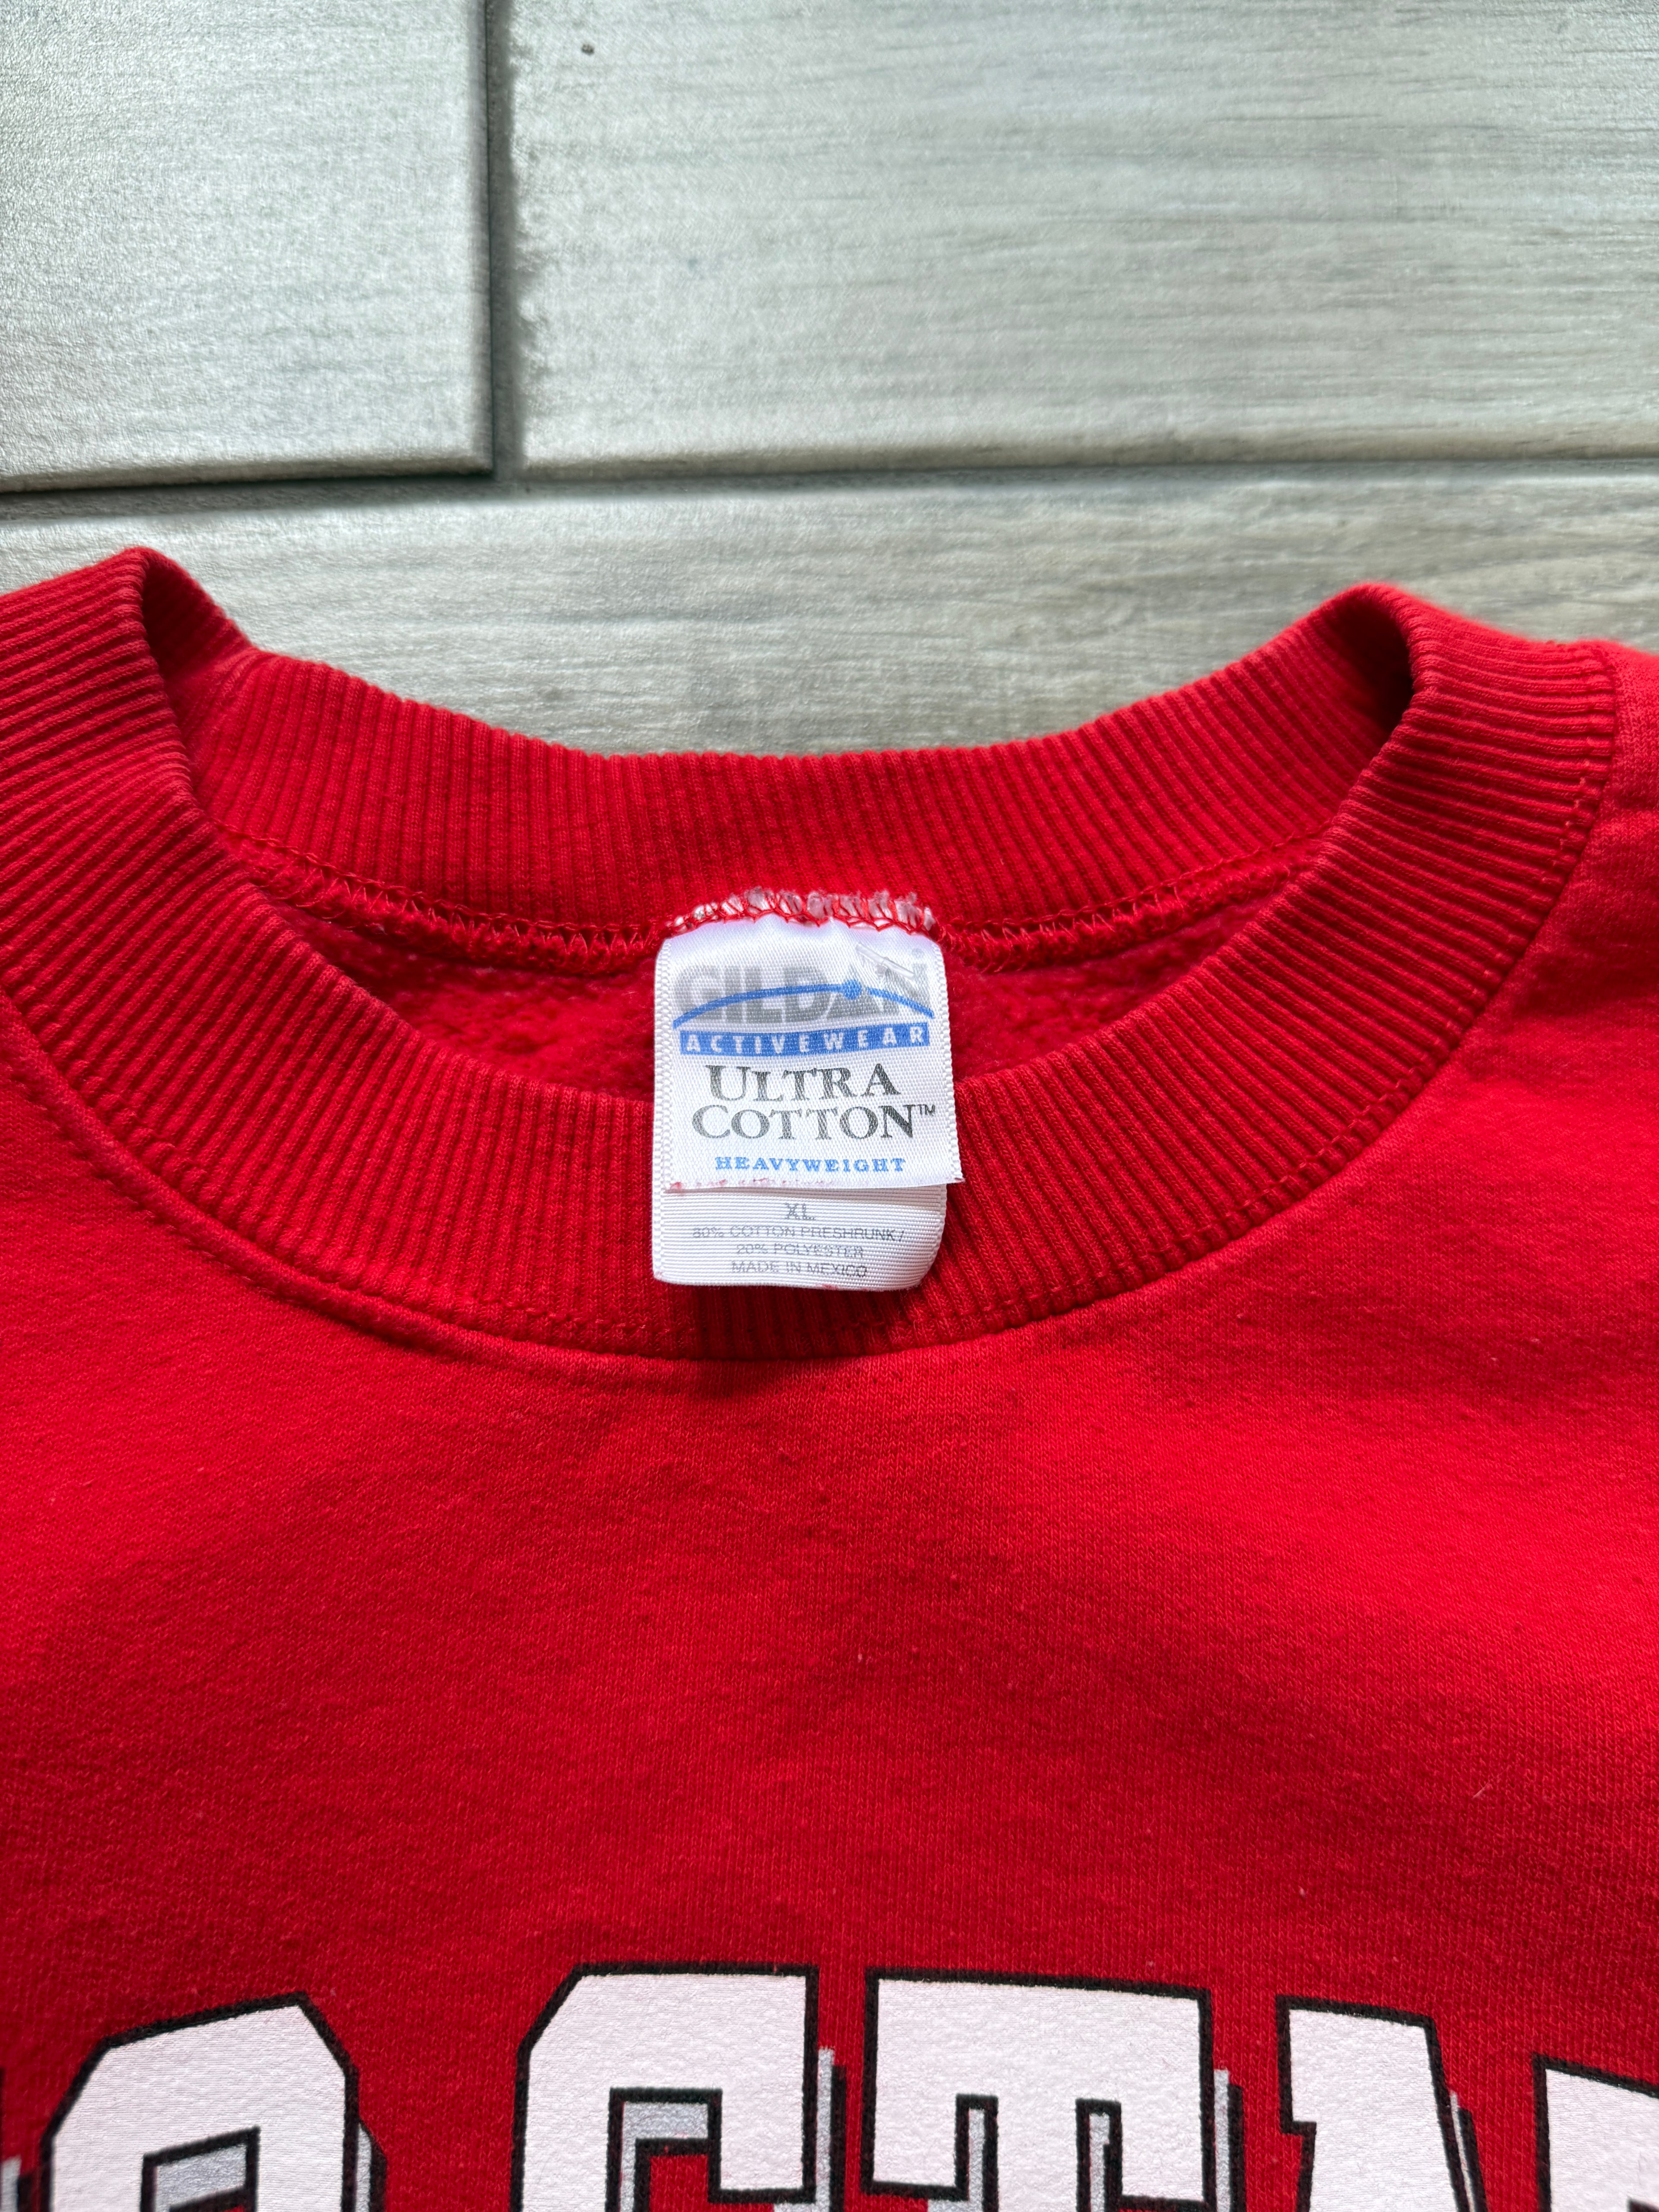 GILDAN
ACTIVEWEAR
ULTRA
COTTON™
HEAVYWEIGHT
XL
80% COTTON PRESHRUNK /
20% POLYESTER
MADE IN MEXICO